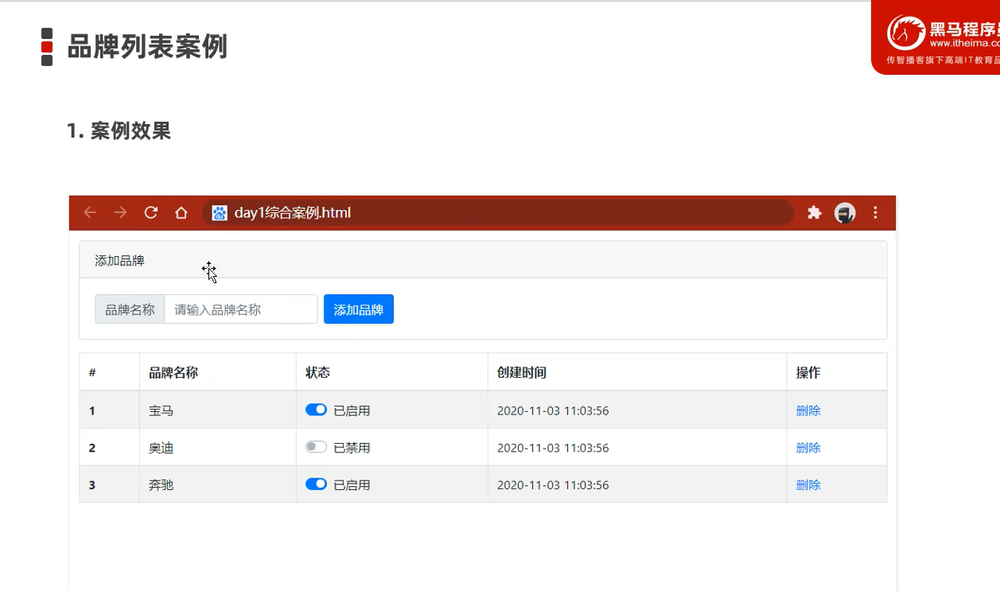 品牌列表案例
黑马程序
www.itheima.co
传智播客旗下高端IT教育品
1. 案例效果
day1综合案例.html
添加品牌
品牌名称 请输入品牌名称 添加品牌
# 品牌名称 状态 创建时间 操作
1 宝马 已启用 2020-11-03 11:03:56 删除
2 奥迪 已禁用 2020-11-03 11:03:56 删除
3 奔驰 已启用 2020-11-03 11:03:56 删除